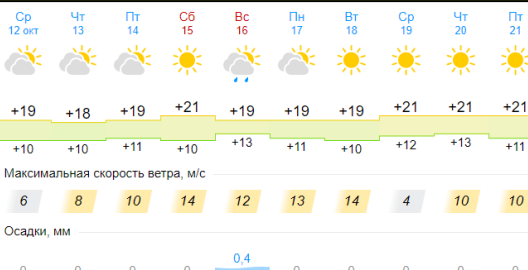 Ср Чт Пт Сб Вс Пн Вт Ср Чт Пт
12 окт 13 14 15 16 17 18 19 20 21
+19 +18 +19 +21 +19 +19 +19 +21 +21 +21
+10 +10 +11 +10 +13 +11 +10 +12 +13 +11
Максимальная скорость ветра, м/с
6 8 10 14 12 13 14 4 10 10
Осадки, мм
0,4